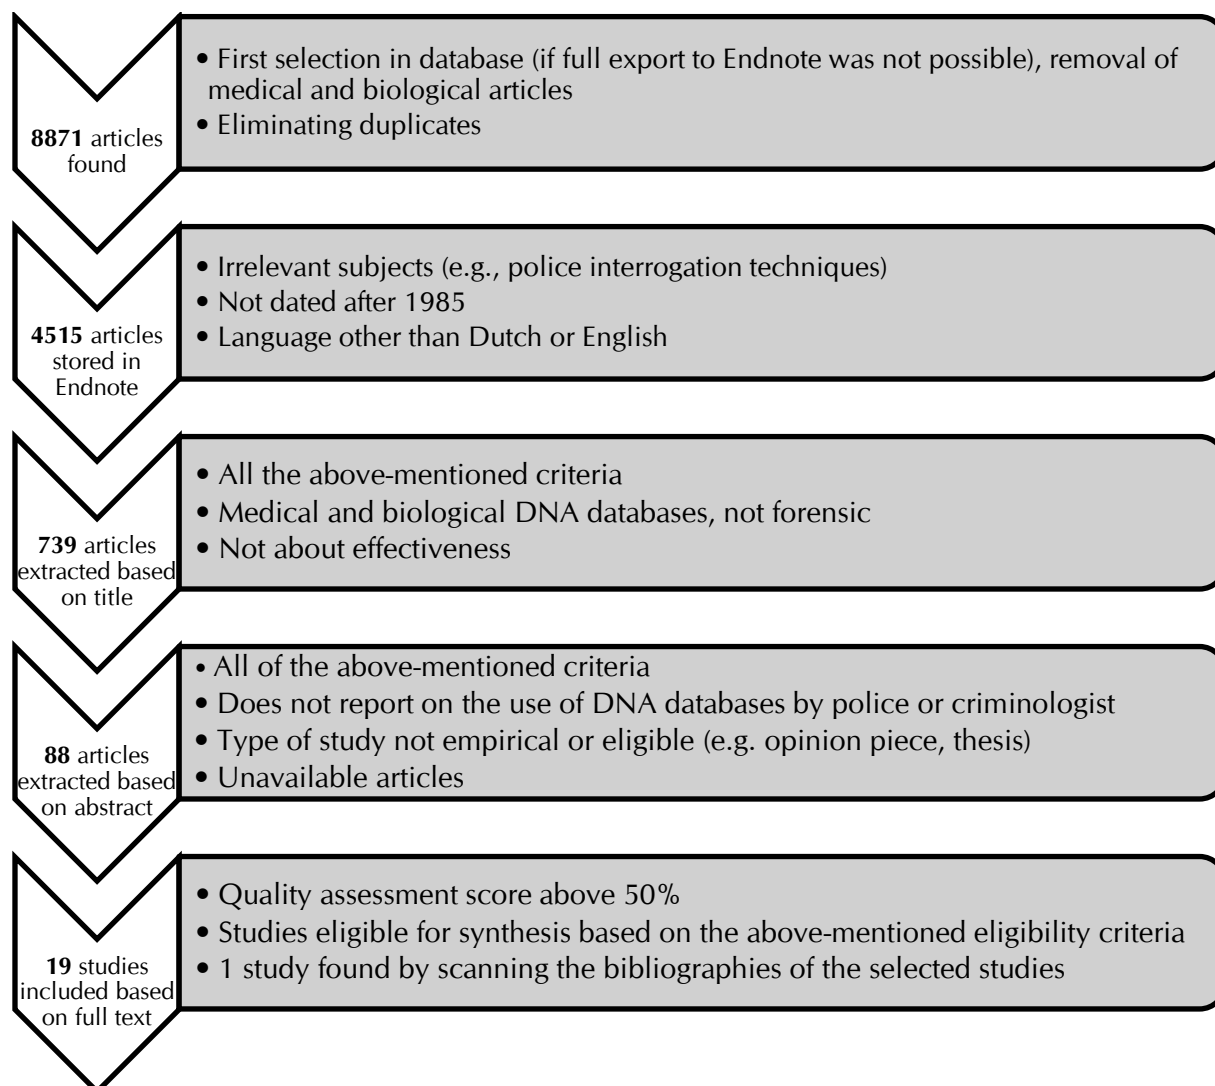 8871 articles
found
• First selection in database (if full export to Endnote was not possible), removal of
medical and biological articles
• Eliminating duplicates
4515 articles
stored in
Endnote
• Irrelevant subjects (e.g., police interrogation techniques)
• Not dated after 1985
• Language other than Dutch or English
739 articles
extracted based
on title
• All the above-mentioned criteria
• Medical and biological DNA databases, not forensic
• Not about effectiveness
88 articles
extracted based
on abstract
• All of the above-mentioned criteria
• Does not report on the use of DNA databases by police or criminologist
• Type of study not empirical or eligible (e.g. opinion piece, thesis)
• Unavailable articles
19 studies
included based
on full text
• Quality assessment score above 50%
• Studies eligible for synthesis based on the above-mentioned eligibility criteria
• 1 study found by scanning the bibliographies of the selected studies